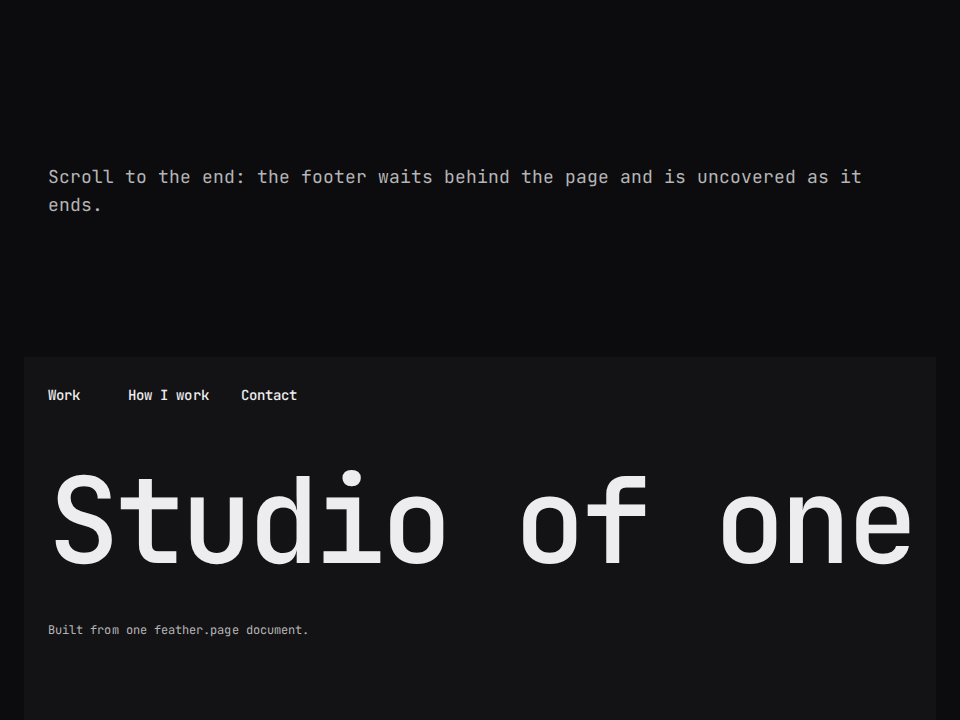 Scroll to the end: the footer waits behind the page and is uncovered as it
ends.
Work How I work Contact
Studio of one
Built from one feather.page document.